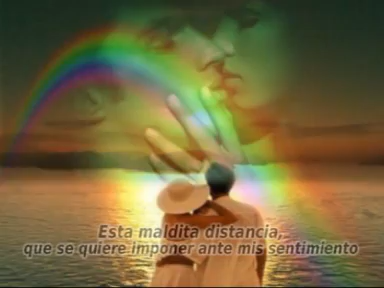 Esta maldita distancia,
que se quiere imponer ante mis sentimiento